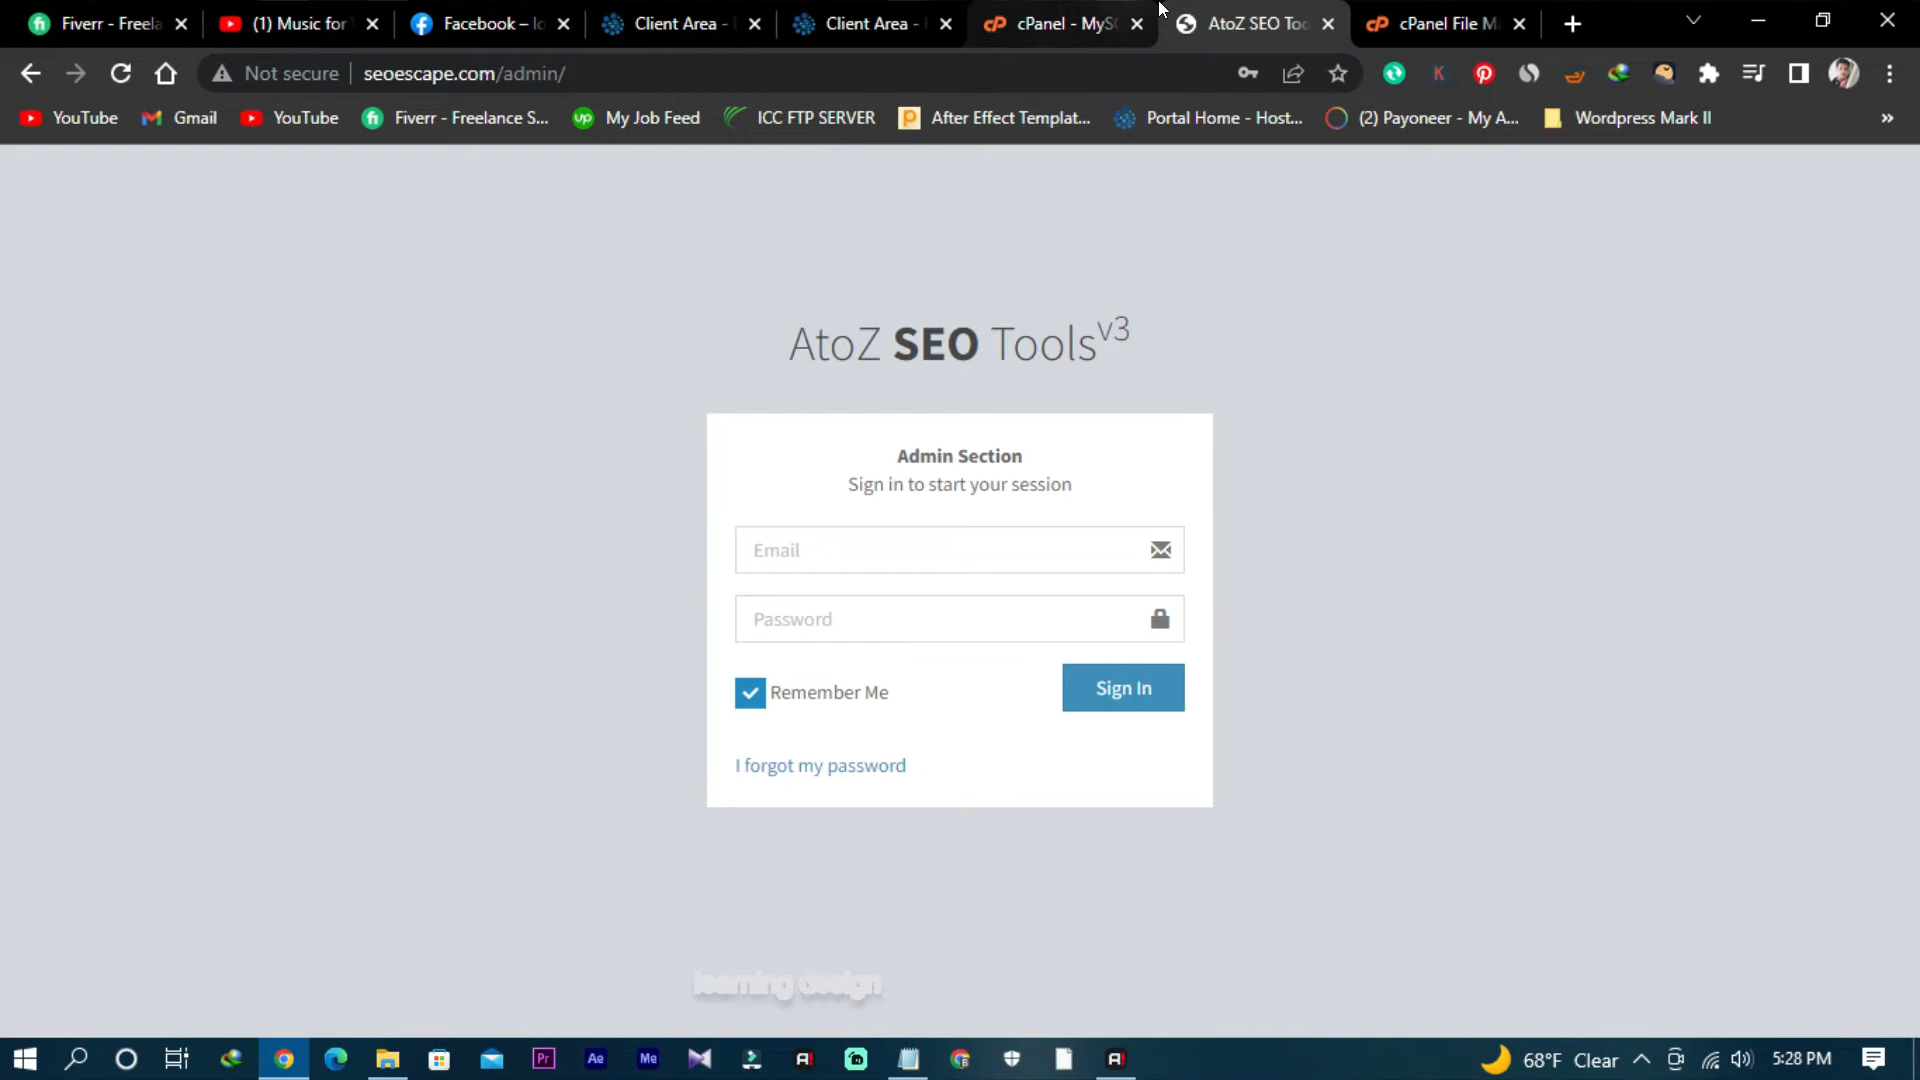 Fiverr - Freela
(1) Music for
Facebook – lo
Client Area -
Client Area -
cPanel - MyS
AtoZ SEO Too
cPanel File M
Not secure
seoescape.com/admin/
YouTube
Gmail
YouTube
Fiverr - Freelance S...
My Job Feed
ICC FTP SERVER
After Effect Templat...
Portal Home - Host...
(2) Payoneer - My A...
Wordpress Mark II
»
AtoZ SEO Tools v3
Admin Section
Sign in to start your session
Email
Password
Remember Me
Sign In
I forgot my password
learning design
68°F Clear
5:28 PM